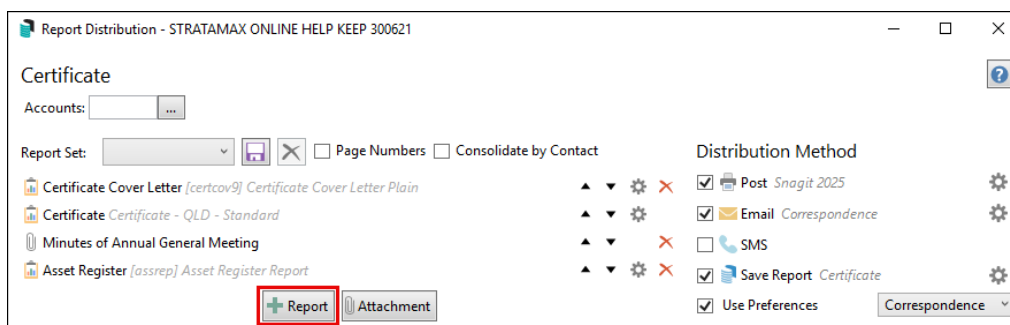 Report Distribution - STRATAMAX ONLINE HELP KEEP 300621
Certificate
Accounts: ...
Report Set: Page Numbers Consolidate by Contact
Distribution Method
Certificate Cover Letter [certcov9] Certificate Cover Letter Plain
Certificate Certificate - QLD - Standard
Minutes of Annual General Meeting
Asset Register [assrep] Asset Register Report
Report Attachment
Post Snagit 2025
Email Correspondence
SMS
Save Report Certificate
Use Preferences Correspondence